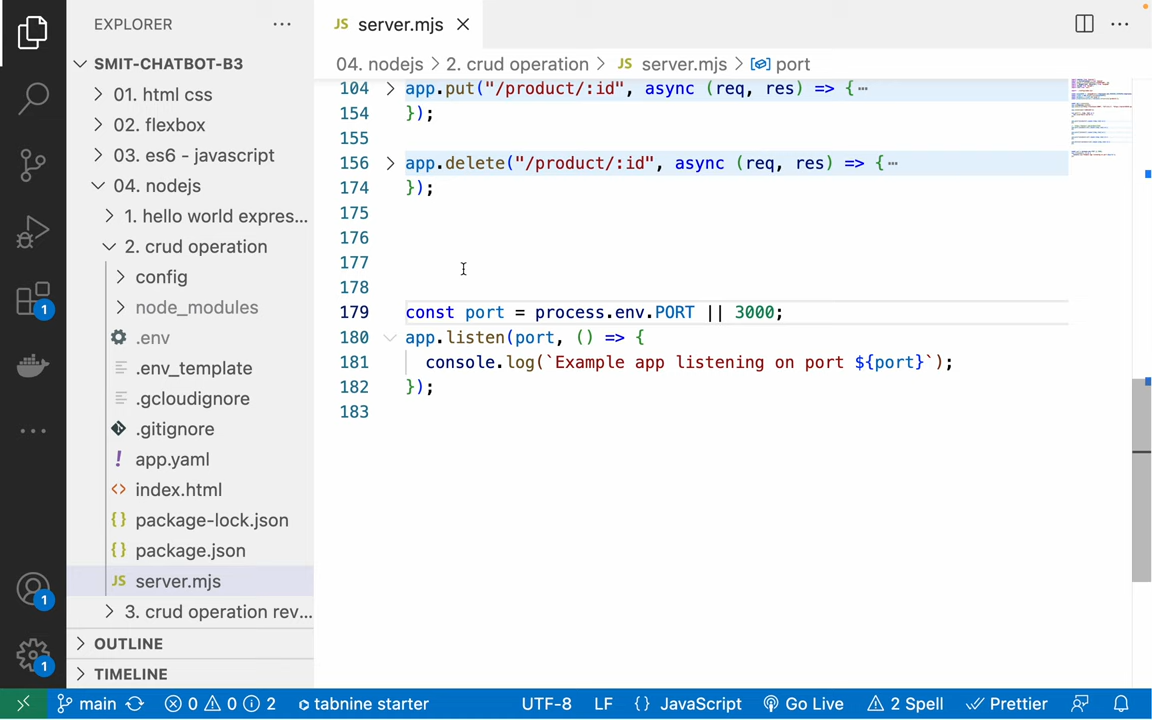 EXPLORER
SMIT-CHATBOT-B3
01. html css
02. flexbox
03. es6 - javascript
04. nodejs
1. hello world expres...
2. crud operation
config
node_modules
.env
.env_template
.gcloudignore
.gitignore
! app.yaml
<> index.html
{} package-lock.json
{} package.json
JS server.mjs
3. crud operation rev...
OUTLINE
TIMELINE
1
1
1
JS server.mjs
04. nodejs > 2. crud operation > JS server.mjs > port
104 app.put("/product/:id", async (req, res) => {
154 });
155
156 app.delete("/product/:id", async (req, res) => {
174 });
175
176
177
178
179 const port = process.env.PORT || 3000;
180 app.listen(port, () => {
181 console.log(`Example app listening on port ${port}`);
182 });
183
main 0 0 2 tabnine starter UTF-8 LF {} JavaScript Go Live 2 Spell Prettier